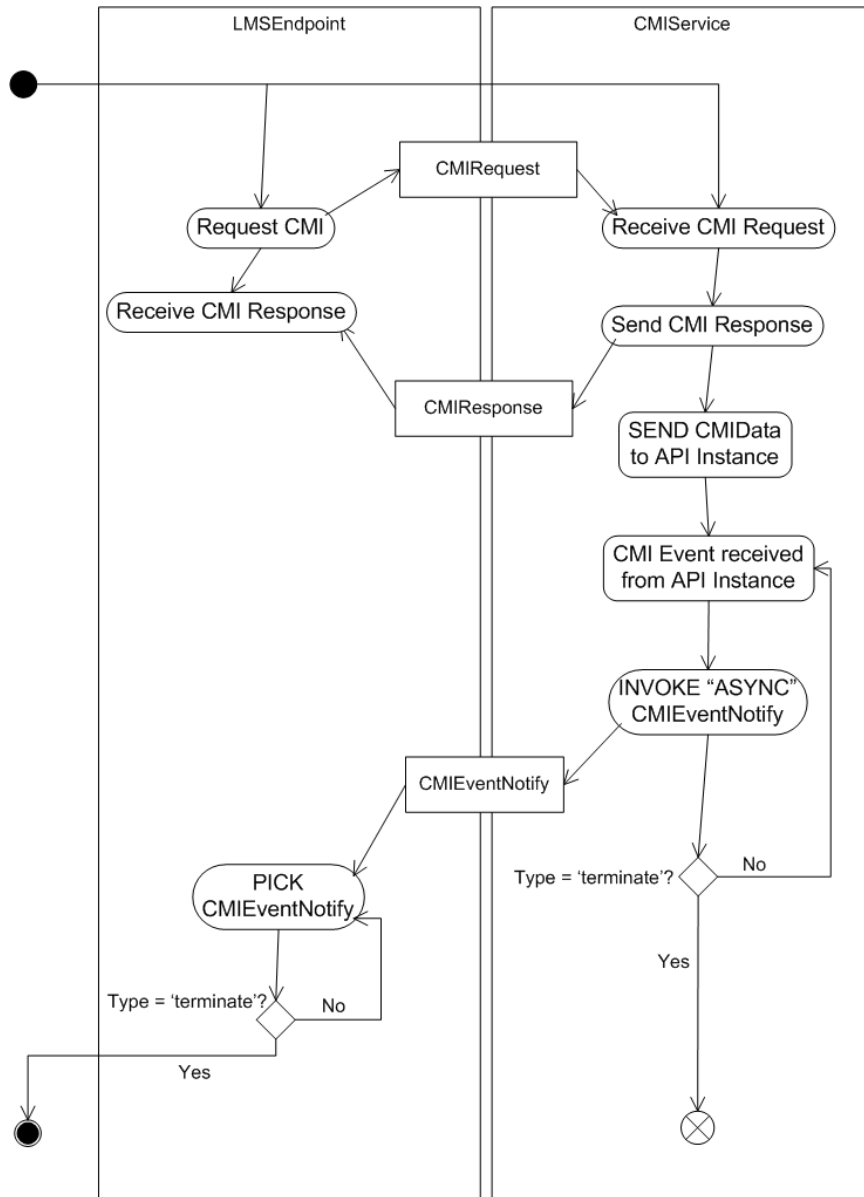 LMSEndpoint
CMIService
CMIRequest
Request CMI
Receive CMI Request
Receive CMI Response
Send CMI Response
CMIResponse
SEND CMIData
to API Instance
CMI Event received
from API Instance
INVOKE “ASYNC”
CMIEventNotify
CMIEventNotify
Type = ‘terminate’?
No
PICK
CMIEventNotify
Yes
Type = ‘terminate’?
No
Yes